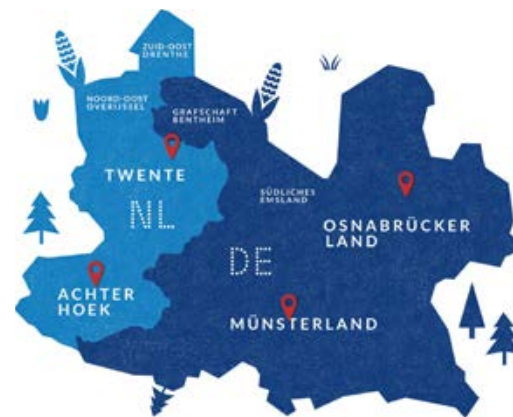 ZUID-OOST
DRENTHE
NOORD-OOST
OVERIJSSEL
GRAFSCHAFT
BENTHEIM
TWENTE
NL
SÜDLICHES
EMSLAND
OSNABRÜCKER
LAND
DE
ACHTER
HOEK
MÜNSTERLAND